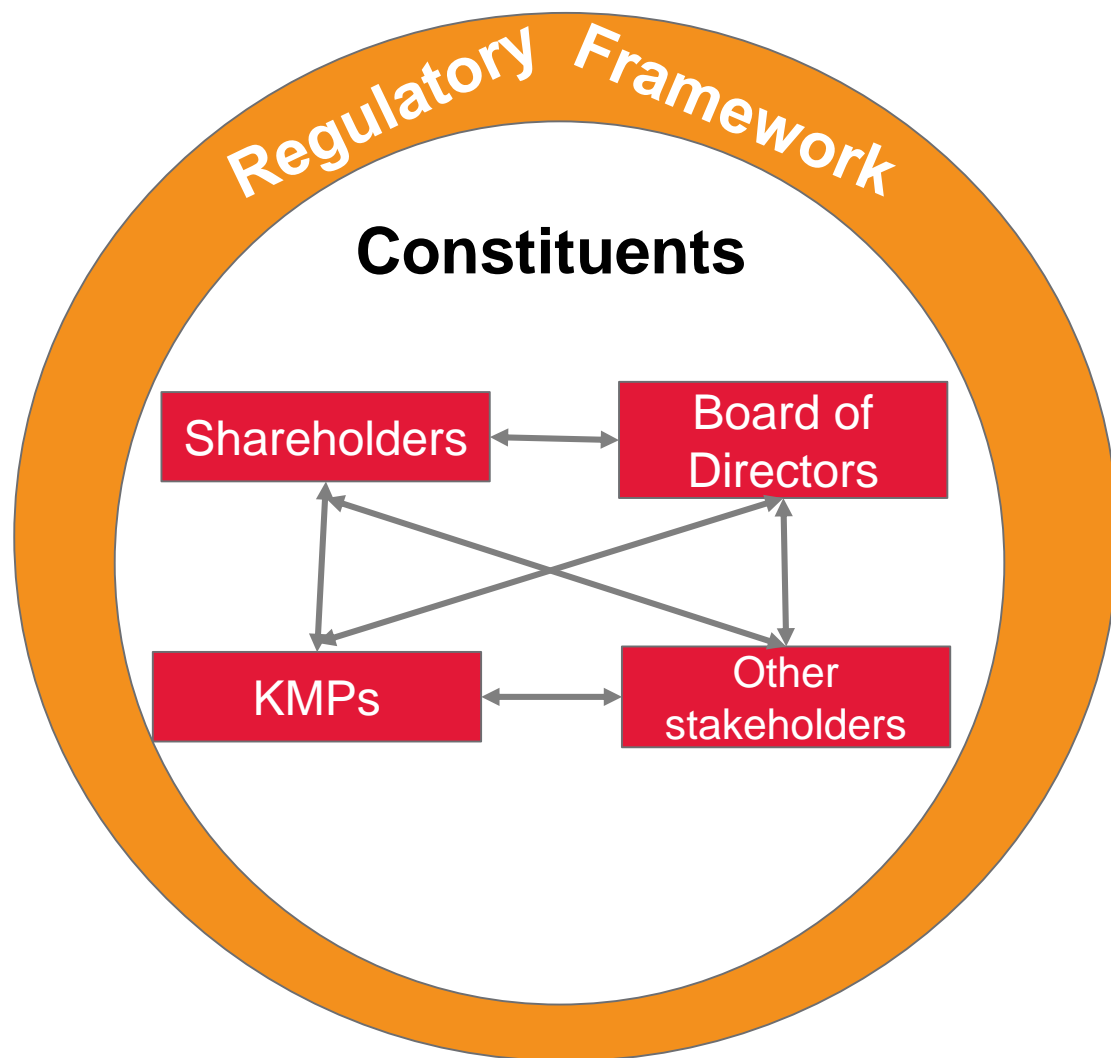 Regulatory Framework
Constituents
Shareholders
Board of
Directors
KMPs
Other
stakeholders